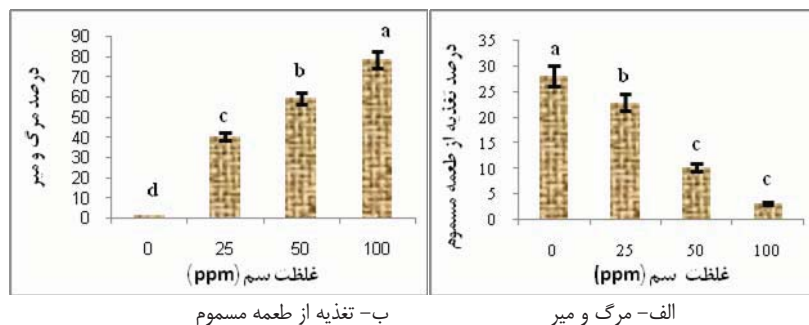 درصد تغذیه از طعمه مسموم
35
30
25
20
15
10
5
0
a
b
c
c
0 25 50 100
غلظت سم (ppm)
الف- مرگ و میر
درصد مرگ و میر
90
80
70
60
50
40
30
20
10
0
d
c
b
a
0 25 50 100
غلظت سم (ppm)
ب- تغذیه از طعمه مسموم